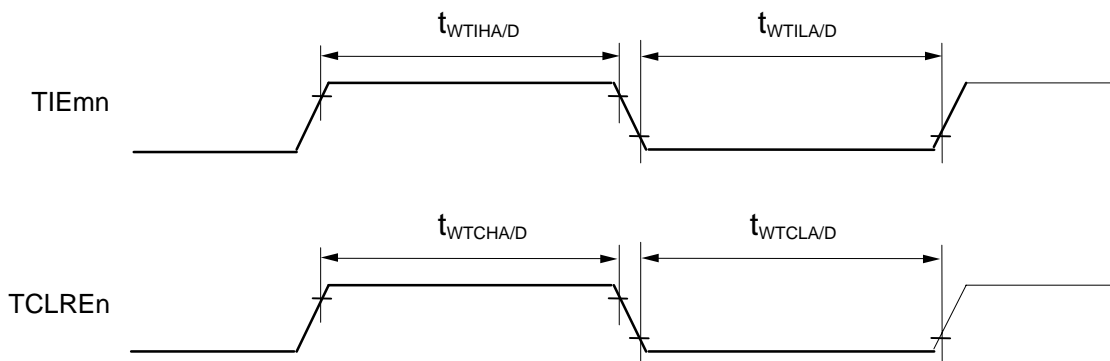 tWTIHA/D tWTILA/D
TIEmn
tWTCHA/D tWTCLA/D
TCLREn